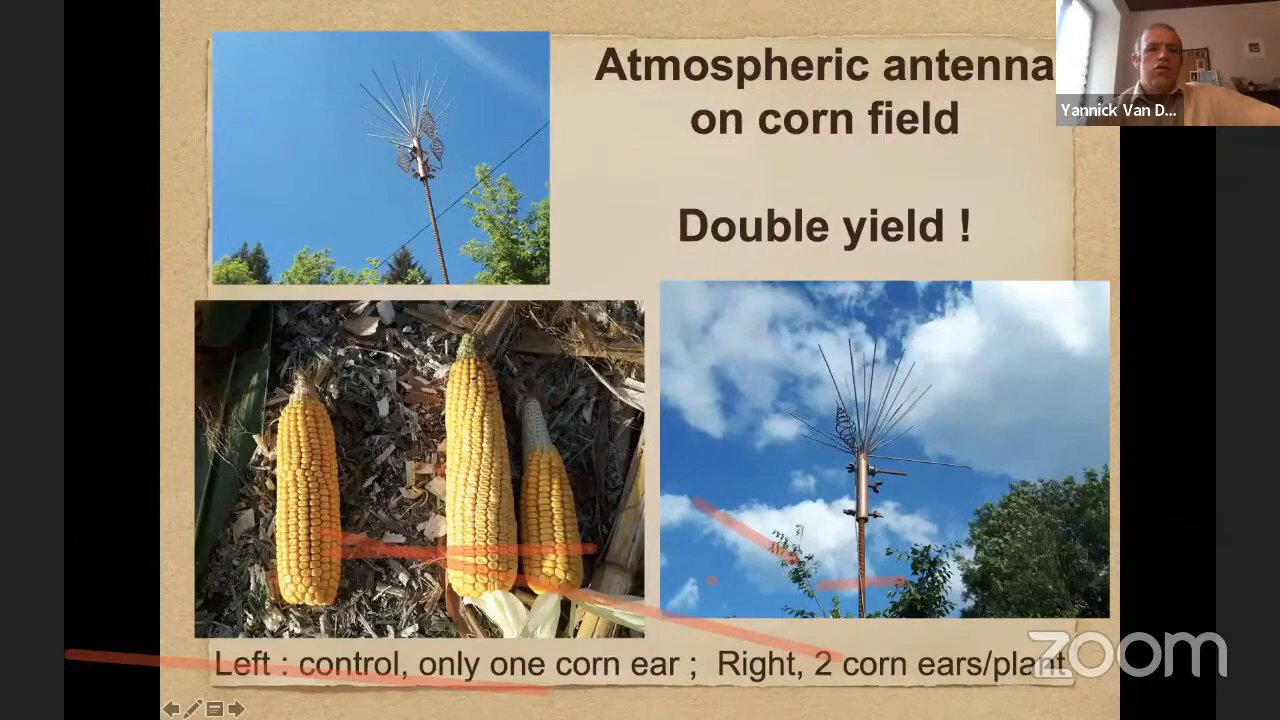 Atmospheric antenna
on corn field
Double yield !
Yannick Van D...
Left : control, only one corn ear ; Right, 2 corn ears/plant
zoom